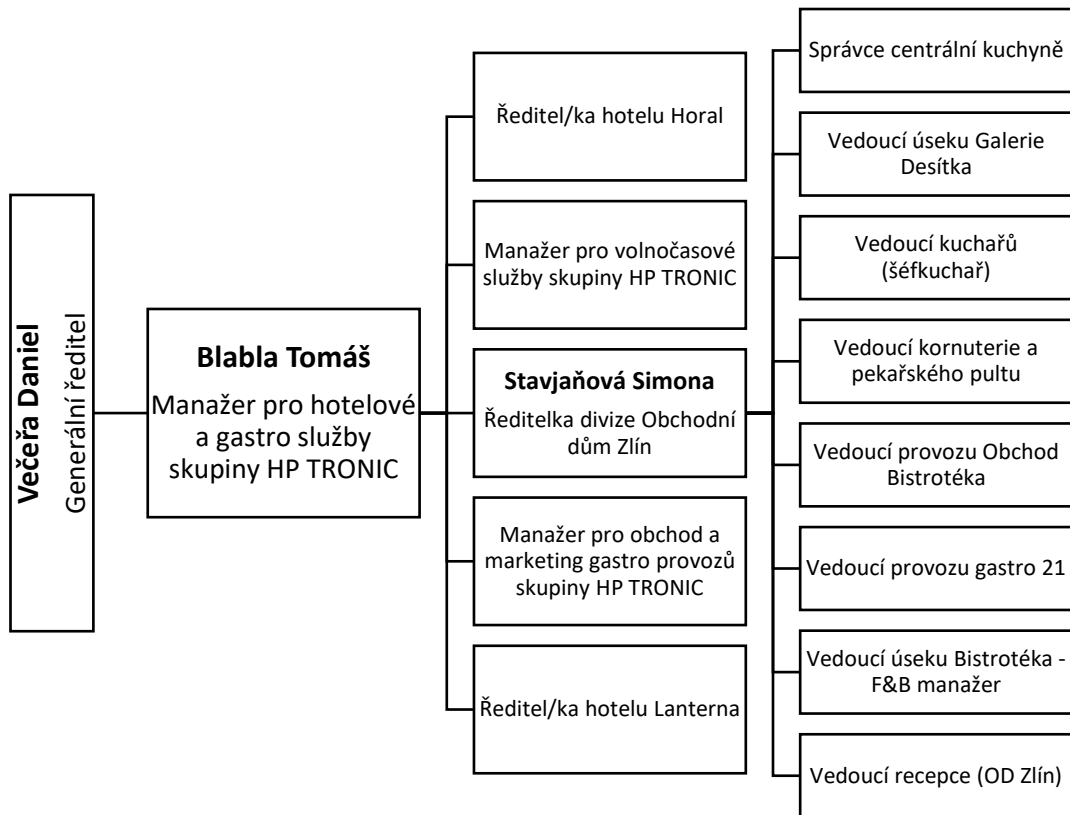 Večeřa Daniel
Generální ředitel
Blabla Tomáš
Manažer pro hotelové
a gastro služby
skupiny HP TRONIC
Ředitel/ka hotelu Horal
Manažer pro volnočasové
služby skupiny HP TRONIC
Stavjaňová Simona
Ředitelka divize Obchodní
dům Zlín
Manažer pro obchod a
marketing gastro provozů
skupiny HP TRONIC
Ředitel/ka hotelu Lanterna
Správce centrální kuchyně
Vedoucí úseku Galerie
Desítka
Vedoucí kuchařů
(šéfkuchař)
Vedoucí kornuterie a
pekařského pultu
Vedoucí provozu Obchod
Bistrotéka
Vedoucí provozu gastro 21
Vedoucí úseku Bistrotéka -
F&B manažer
Vedoucí recepce (OD Zlín)